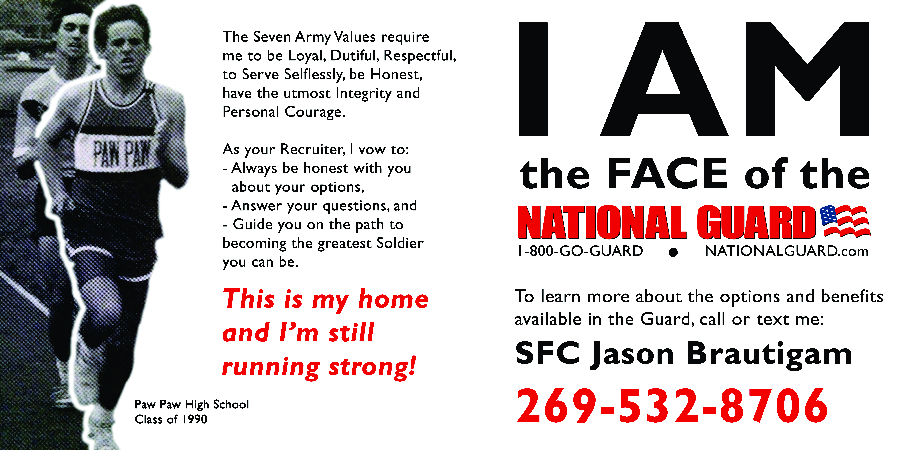 PAW PAW
The Seven Army Values require
me to be Loyal, Dutiful, Respectful,
to Serve Selflessly, be Honest,
have the utmost Integrity and
Personal Courage.
As your Recruiter, I vow to:
- Always be honest with you
about your options,
- Answer your questions, and
- Guide you on the path to
becoming the greatest Soldier
you can be.
This is my home
and I'm still
running strong!
Paw Paw High School
Class of 1990
I AM
the FACE of the
NATIONAL GUARD
1-800-GO-GUARD ● NATIONALGUARD.com
To learn more about the options and benefits
available in the Guard, call or text me:
SFC Jason Brautigam
269-532-8706